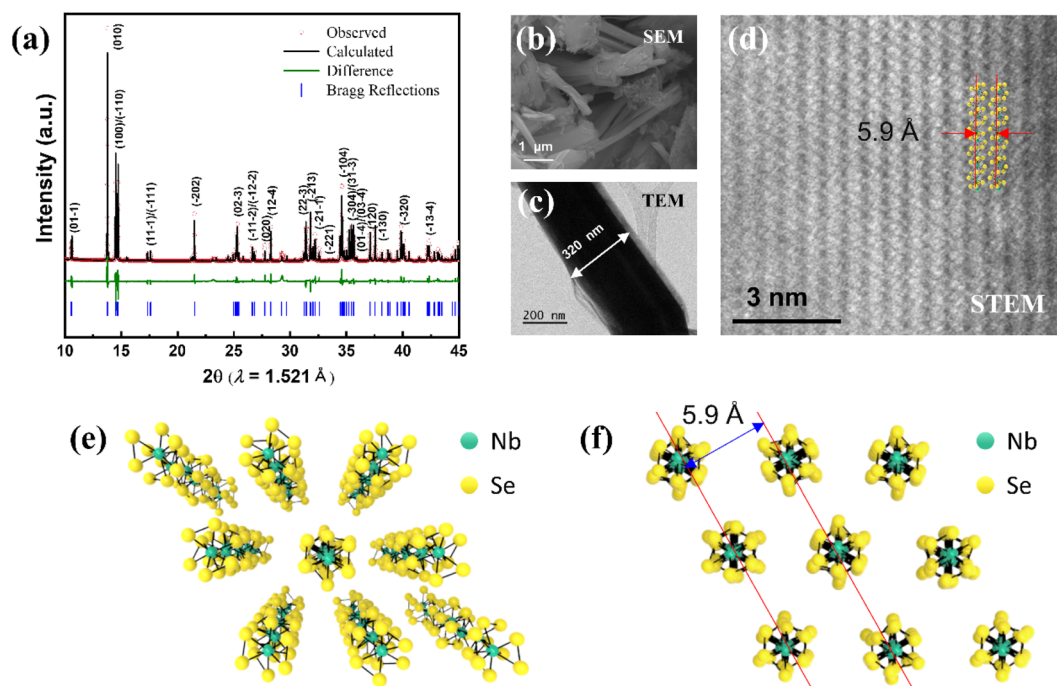 (a)
Observed
Calculated
Difference
Bragg Reflections
Intensity (a.u.)
(01-1)
(010)
(100)/(-110)
(11-1)/(-111)
(-202)
(02-3)
(-11-2)/(-12-2)
(020)
(12-4)
(22-3)
(-213)
(-21-1)
(-221)
(-104)
(-304)/(31-3)
(01-4)/(03-4)
(120)
(-130)
(-320)
(-13-4)
10 15 20 25 30 35 40 45
2θ (λ = 1.521 Å)
(b)
SEM
1 μm
(c)
TEM
320 nm
200 nm
(d)
5.9 Å
3 nm
STEM
(e)
Nb
Se
(f)
5.9 Å
Nb
Se